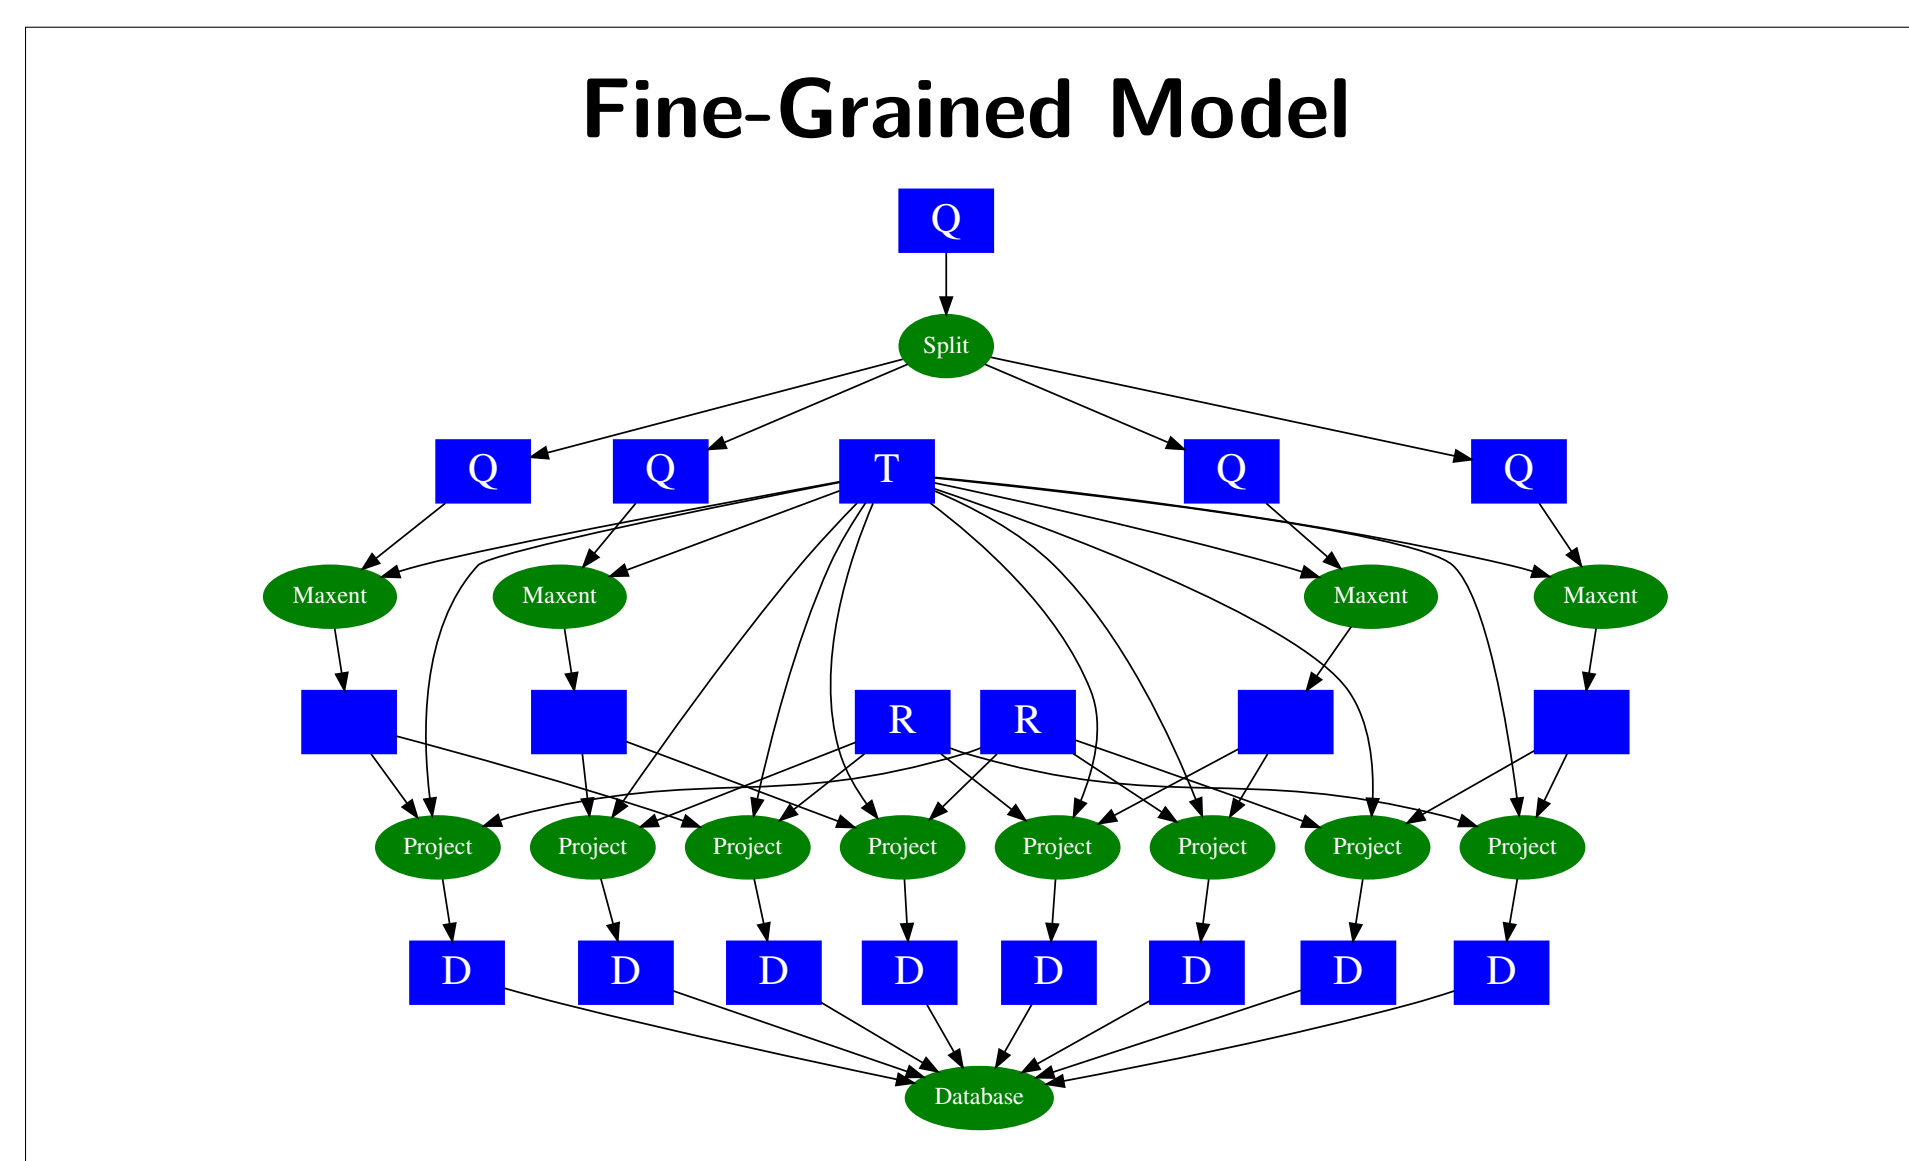 Fine-Grained Model
Q
Split
Q Q T Q Q
Maxent Maxent Maxent Maxent
R R
Project Project Project Project Project Project Project Project
D D D D D D D D
Database